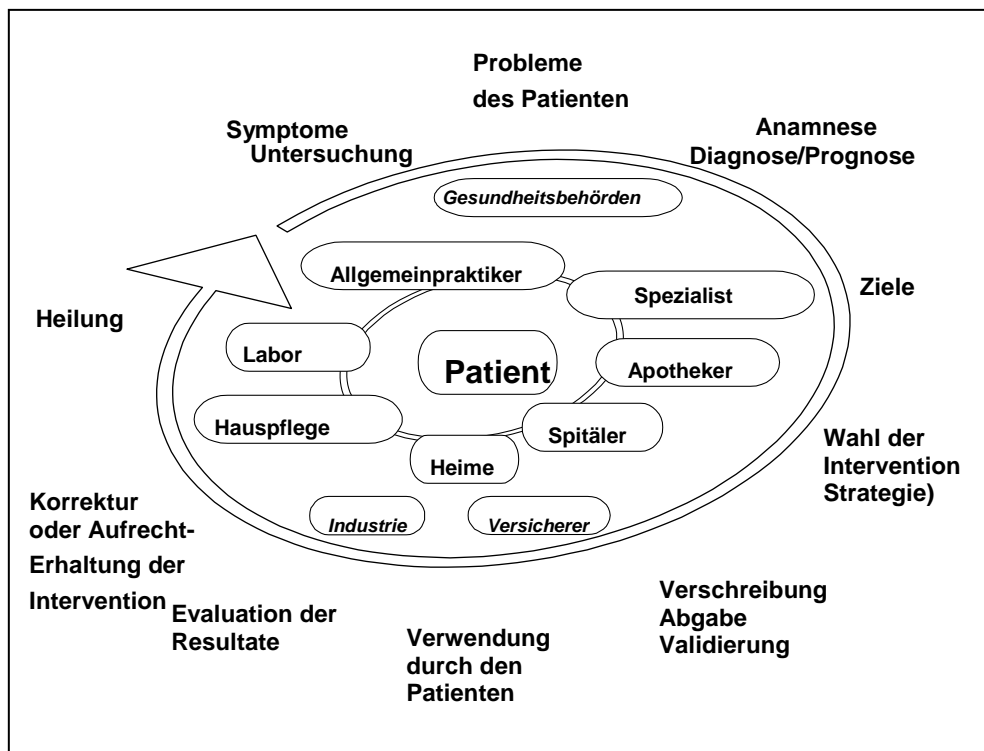 Probleme
des Patienten
Symptome
Untersuchung
Anamnese
Diagnose/Prognose
Gesundheitsbehörden
Allgemeinpraktiker
Spezialist
Ziele
Heilung
Labor
Patient
Apotheker
Hauspflege
Spitäler
Heime
Wahl der
Intervention
Strategie)
Industrie
Versicherer
Korrektur
oder Aufrecht-
Erhaltung der
Intervention
Evaluation der
Resultate
Verwendung
durch den
Patienten
Verschreibung
Abgabe
Validierung